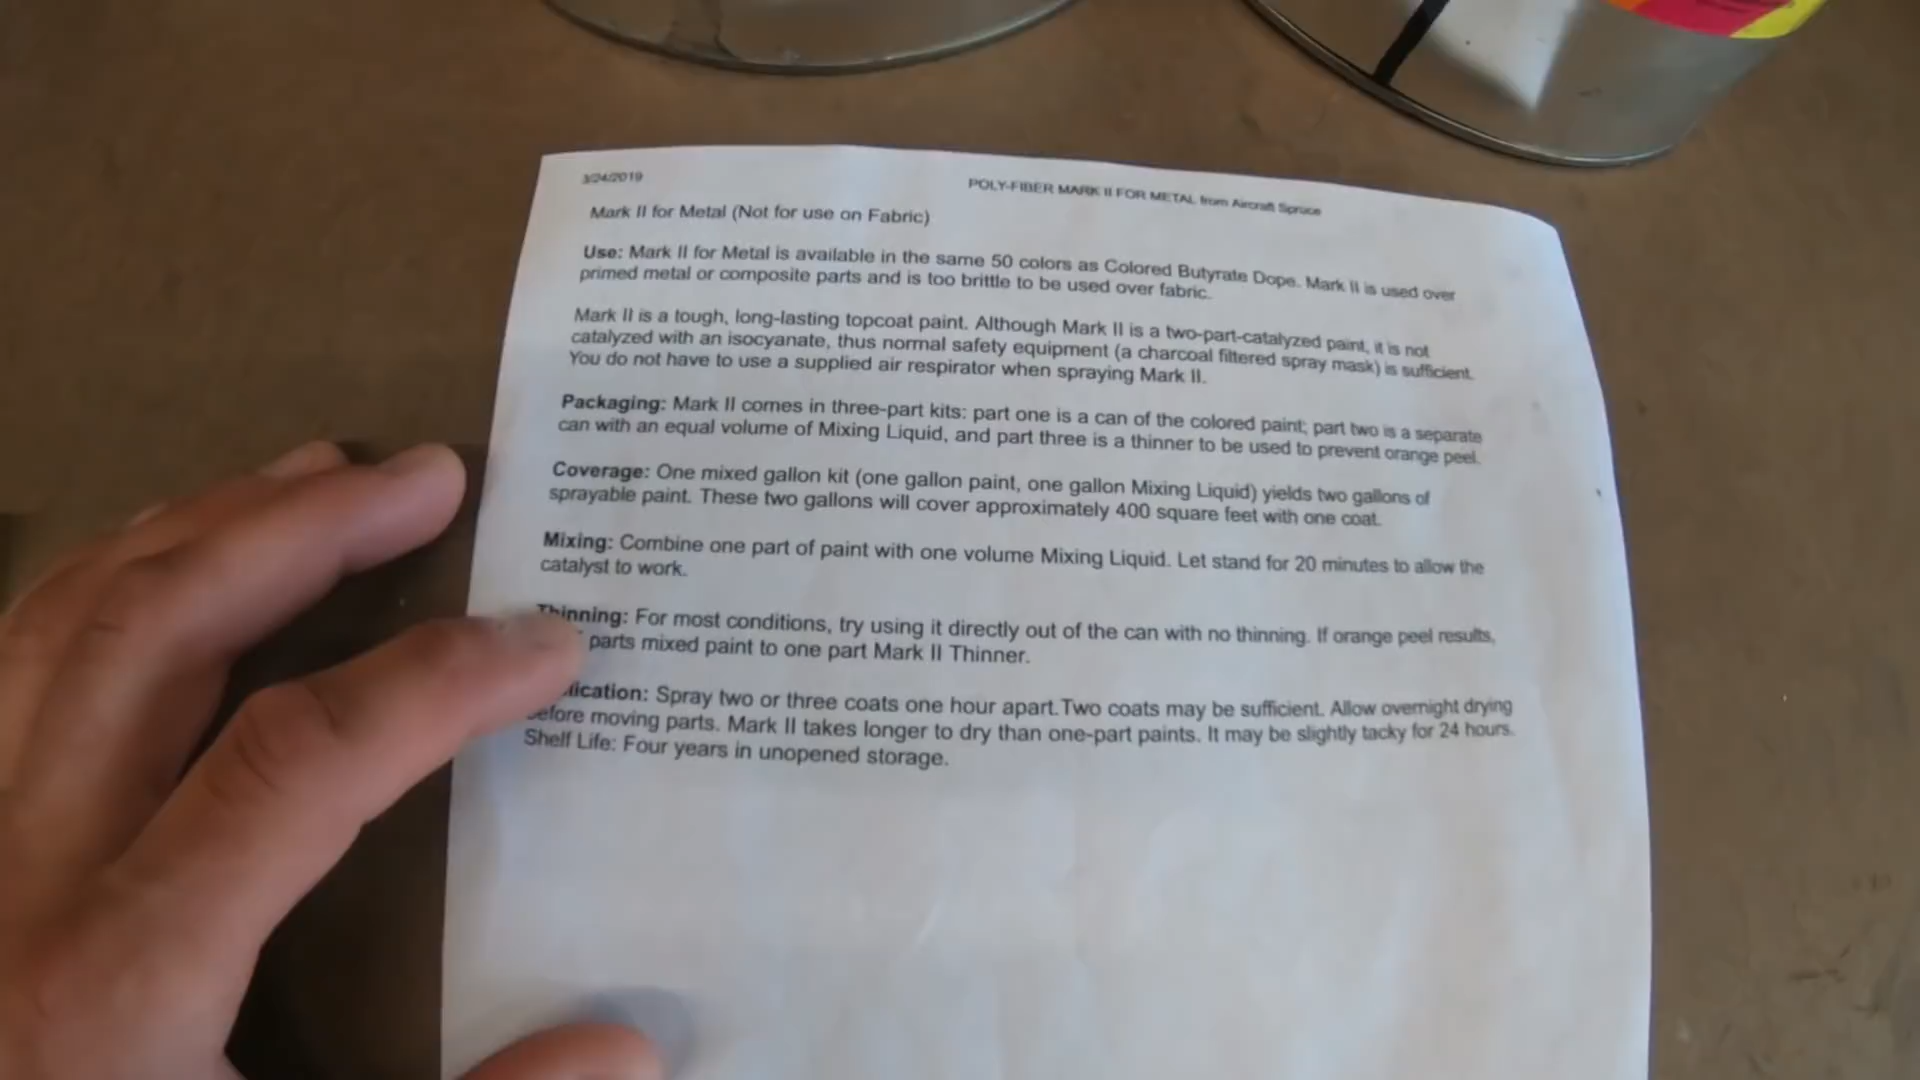 3/24/2019
POLY-FIBER MARK II FOR METAL from Aircraft Spruce
Mark II for Metal (Not for use on Fabric)
Use: Mark II for Metal is available in the same 50 colors as Colored Butyrate Dope. Mark II is used over
primed metal or composite parts and is too brittle to be used over fabric.
Mark II is a tough, long-lasting topcoat paint. Although Mark II is a two-part-catalyzed paint, it is not
catalyzed with an isocyanate, thus normal safety equipment (a charcoal filtered spray mask) is sufficient.
You do not have to use a supplied air respirator when spraying Mark II.
Packaging: Mark II comes in three-part kits: part one is a can of the colored paint; part two is a separate
can with an equal volume of Mixing Liquid, and part three is a thinner to be used to prevent orange peel.
Coverage: One mixed gallon kit (one gallon paint, one gallon Mixing Liquid) yields two gallons of
sprayable paint. These two gallons will cover approximately 400 square feet with one coat.
Mixing: Combine one part of paint with one volume Mixing Liquid. Let stand for 20 minutes to allow the
catalyst to work.
Thinning: For most conditions, try using it directly out of the can with no thinning. If orange peel results,
parts mixed paint to one part Mark II Thinner.
lication: Spray two or three coats one hour apart.Two coats may be sufficient. Allow overnight drying
before moving parts. Mark II takes longer to dry than one-part paints. It may be slightly tacky for 24 hours.
Shelf Life: Four years in unopened storage.